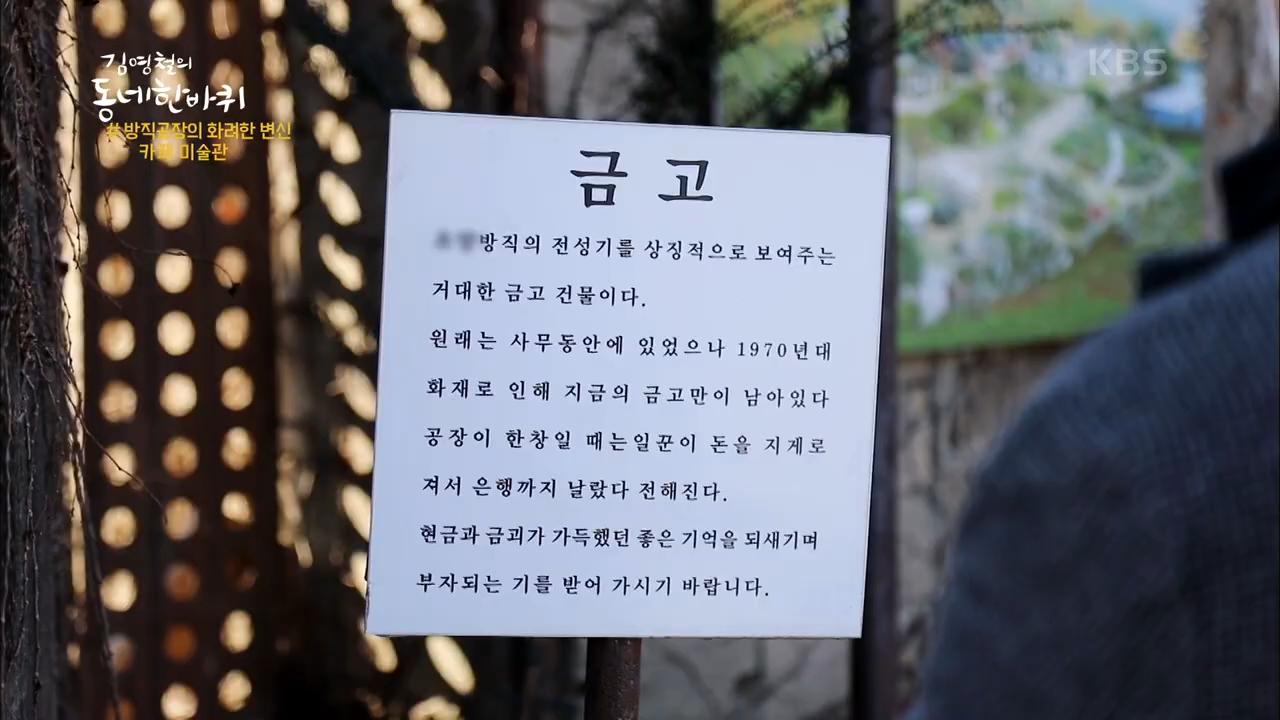 김영철의
동네한바퀴
# 방직공장의 화려한 변신
카페 미술관
KBS
금고
방직의 전성기를 상징적으로 보여주는
거대한 금고 건물이다.
원래는 사무동안에 있었으나 1970년대
화재로 인해 지금의 금고만이 남아있다
공장이 한창일 때는일꾼이 돈을 지게로
져서 은행까지 날랐다 전해진다.
현금과 금괴가 가득했던 좋은 기억을 되새기며
부자되는 기를 받어 가시기 바랍니다.